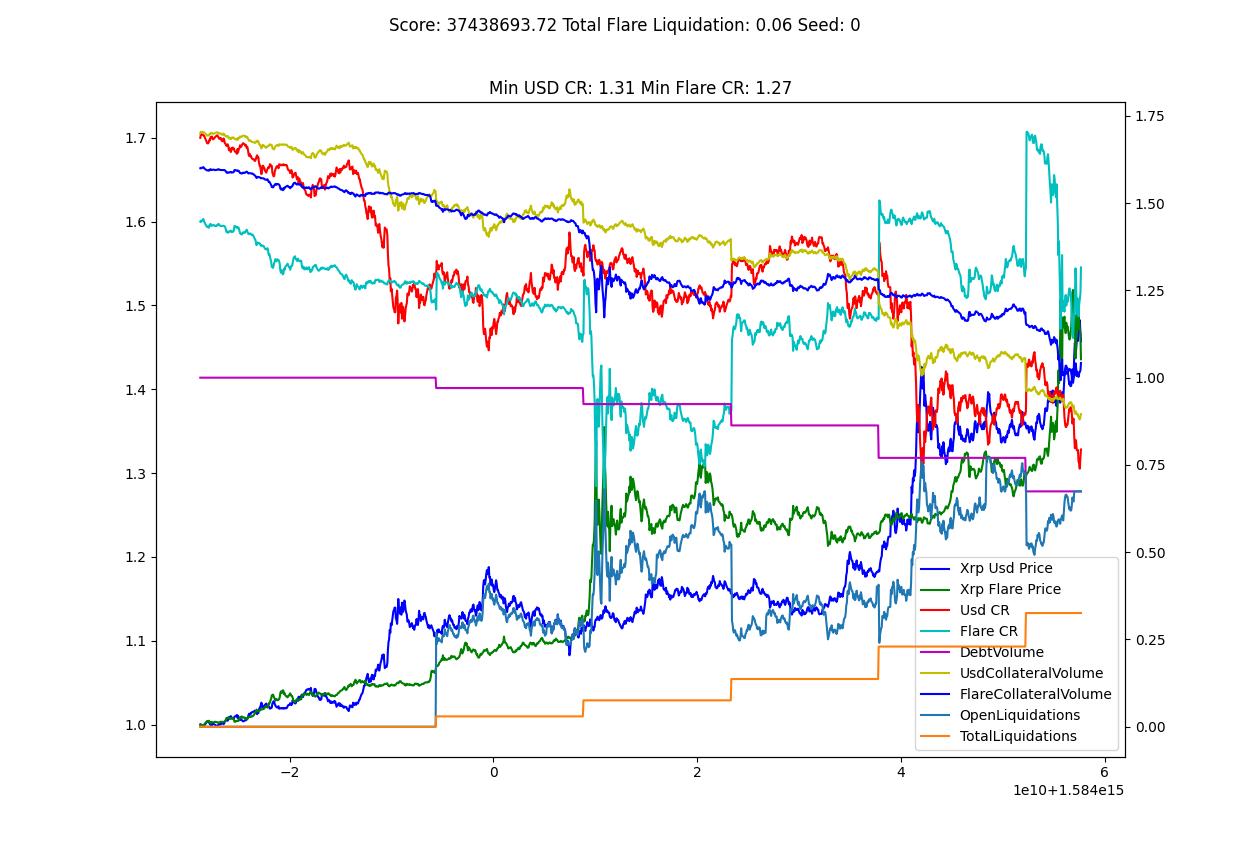 Score: 37438693.72 Total Flare Liquidation: 0.06 Seed: 0
Min USD CR: 1.31 Min Flare CR: 1.27
1.7
1.6
1.5
1.4
1.3
1.2
1.1
1.0
1.75
1.50
1.25
1.00
0.75
0.50
0.25
0.00
Xrp Usd Price
Xrp Flare Price
Usd CR
Flare CR
DebtVolume
UsdCollateralVolume
FlareCollateralVolume
OpenLiquidations
TotalLiquidations
−2 0 2 4 6
1e10+1.584e15